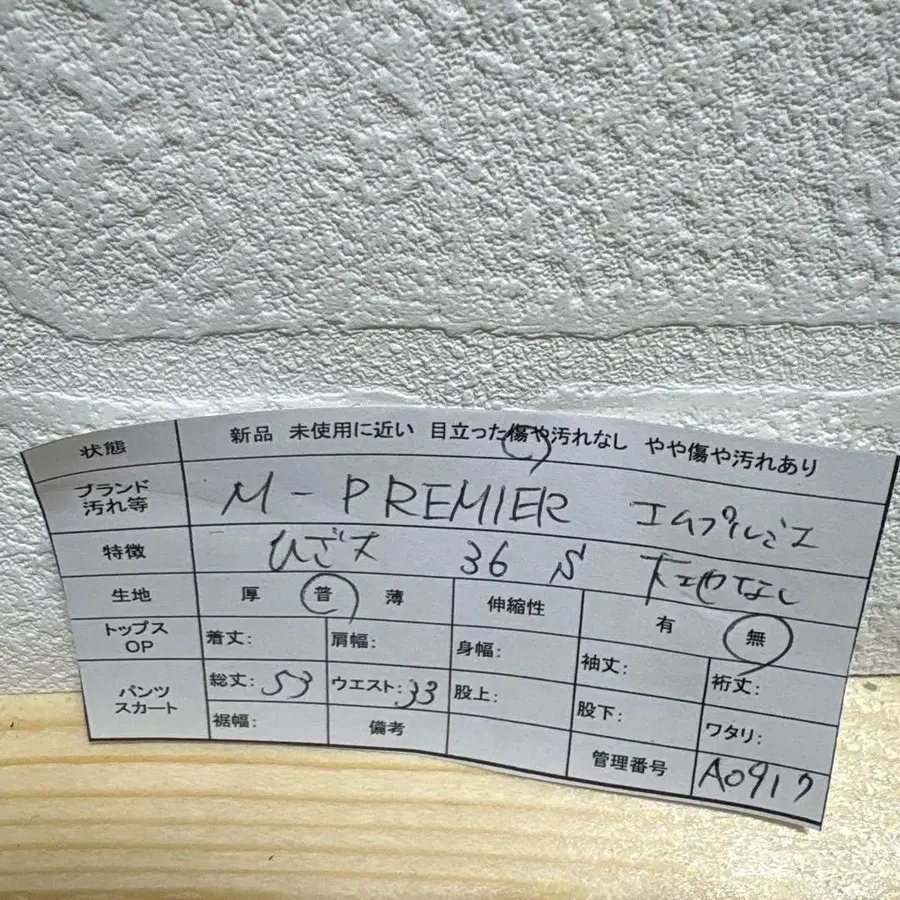 状態 新品 未使用に近い 目立った傷や汚れなし やや傷や汚れあり
ブランド 汚れ等 M-PREMIER エムプルミエ
特徴 ひざ丈 36 S
生地 厚 普 薄 伸縮性 有 無
トップス OP 着丈: 肩幅: 身幅: 袖丈: 裄丈:
パンツ スカート 総丈: 53 ウエスト: 33 股上: 股下: ワタリ:
裾幅: 備考 管理番号 A0917